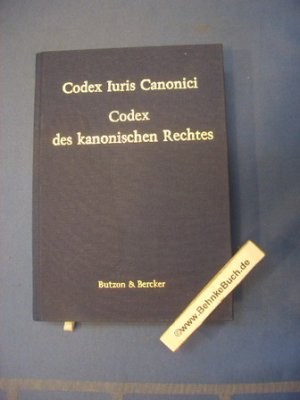 Codex Iuris Canonici
Codex
des kanonischen Rechtes
Butzon & Bercker
©www.BehnkeBuch.de